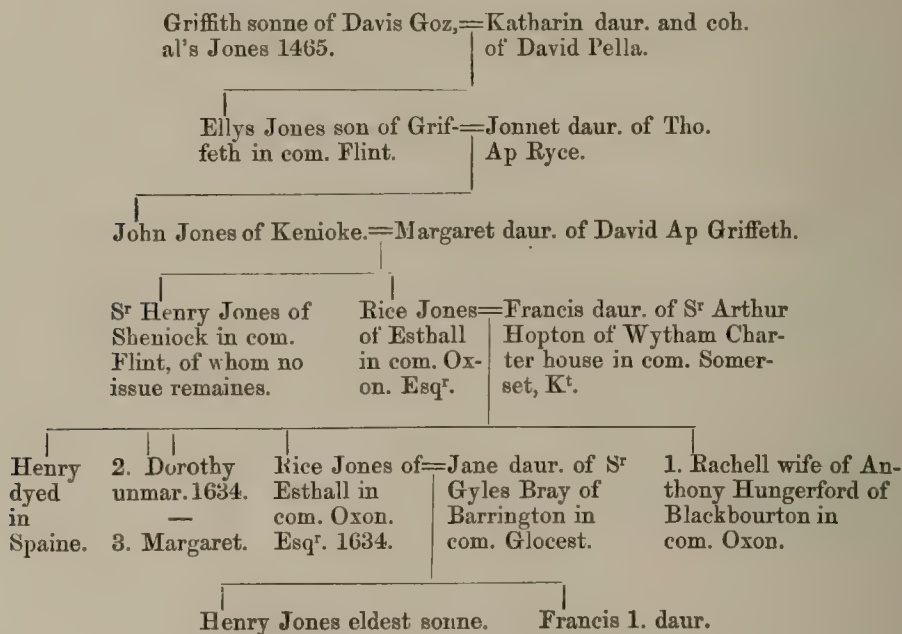 Griffith sonne of Davis Goz,=Katharin daur. and coh.
al's Jones 1465. of David Pella.
Ellys Jones son of Grif-=Jonnet daur. of Tho.
feth in com. Flint. Ap Ryce.
John Jones of Kenioke.=Margaret daur. of David Ap Griffeth.
Sr Henry Jones of
Sheniock in com.
Flint, of whom no
issue remaines.
Rice Jones=Francis daur. of Sr Arthur
of Esthall Hopton of Wytham Char-
in com. Ox- ter house in com. Somer-
on. Esqr. set, Kt.
Henry
dyed
in
Spaine.
2. Dorothy
unmar. 1634.
—
3. Margaret.
Rice Jones of=Jane daur. of Sr
Esthall in Gyles Bray of
com. Oxon. Barrington in
Esqr. 1634. com. Glocest.
1. Rachell wife of An-
thony Hungerford of
Blackbourton in
com. Oxon.
Henry Jones eldest sonne. Francis 1. daur.